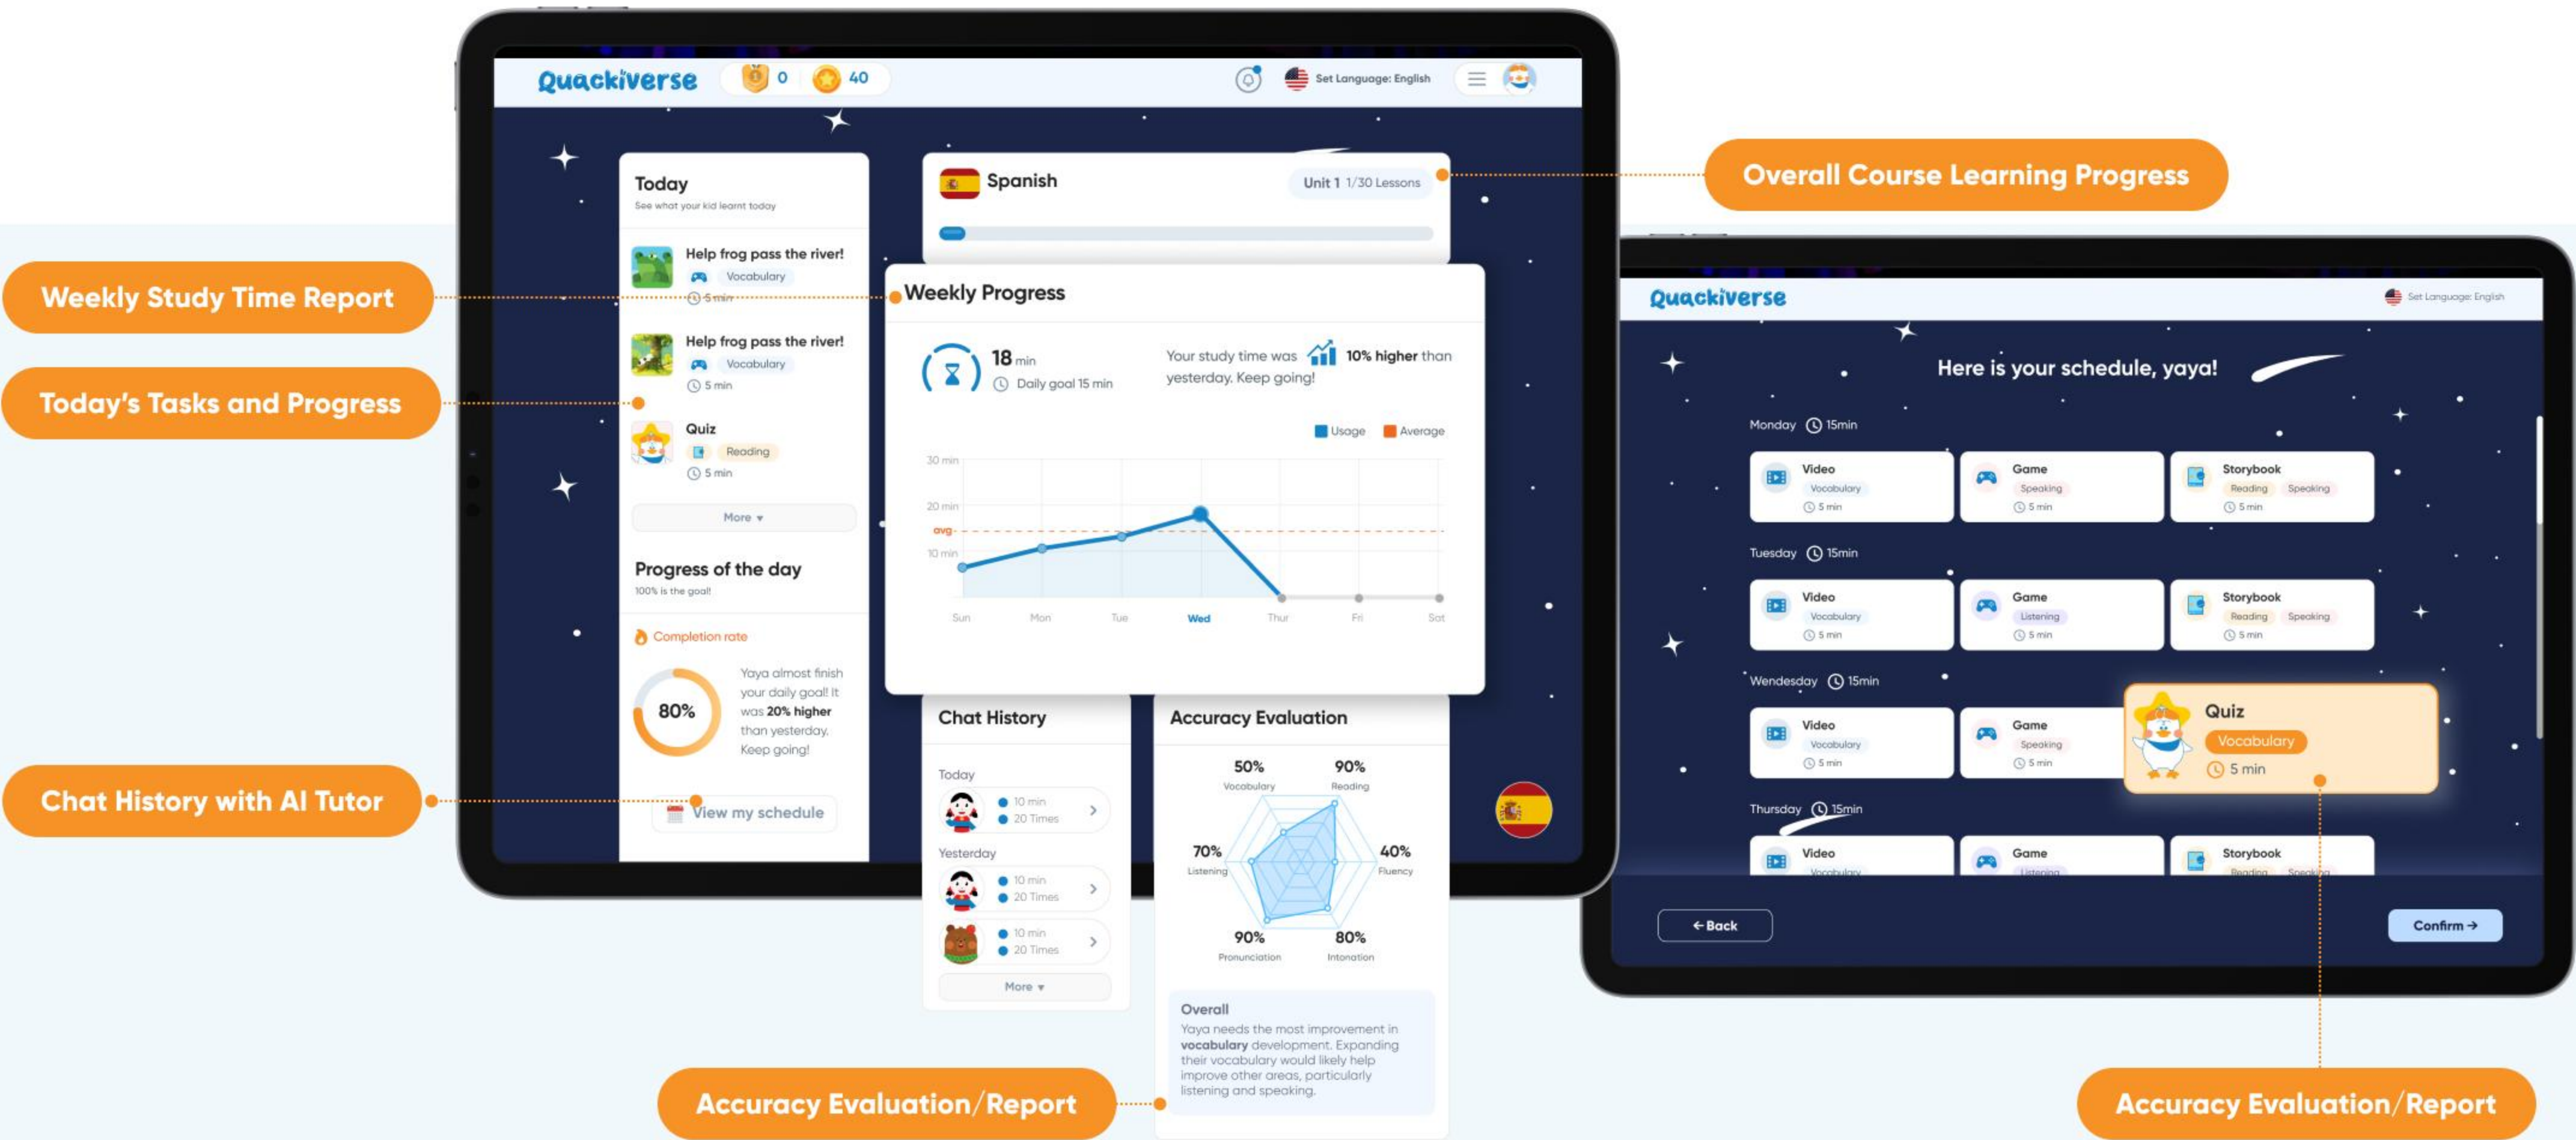 Quackiverse
0
40
Set Language: English
Today
See what your kid learnt today
Help frog pass the river!
Vocabulary
5 min
Help frog pass the river!
Vocabulary
5 min
Quiz
Reading
5 min
More
Progress of the day
100% is the goal!
Completion rate
80%
Yaya almost finish
your daily goal! It
was 20% higher
than yesterday.
Keep going!
View my schedule
Spanish
Unit 1 1/30 Lessons
Weekly Progress
18 min
Daily goal 15 min
Your study time was 10% higher than
yesterday. Keep going!
Usage
Average
30 min
20 min
avg
10 min
Sun Mon Tue Wed Thur Fri Sat
Chat History
Today
10 min
20 Times
Yesterday
10 min
20 Times
10 min
20 Times
More
Accuracy Evaluation
50%
Vocabulary
90%
Reading
70%
Listening
40%
Fluency
90%
Pronunciation
80%
Intonation
Overall
Yaya needs the most improvement in
vocabulary development. Expanding
their vocabulary would likely help
improve other areas, particularly
listening and speaking.
Weekly Study Time Report
Today's Tasks and Progress
Chat History with AI Tutor
Accuracy Evaluation/Report
Overall Course Learning Progress
Quackiverse
Set Language: English
Here is your schedule, yaya!
Monday 15min
Video
Vocabulary
5 min
Game
Speaking
5 min
Storybook
Reading Speaking
5 min
Tuesday 15min
Video
Vocabulary
5 min
Game
Listening
5 min
Storybook
Reading Speaking
5 min
Wendesday 15min
Video
Vocabulary
5 min
Game
Speaking
5 min
Quiz
Vocabulary
5 min
Thursday 15min
Video
Vocabulary
Game
Listening
Storybook
Reading Speaking
← Back
Confirm →
Accuracy Evaluation/Report